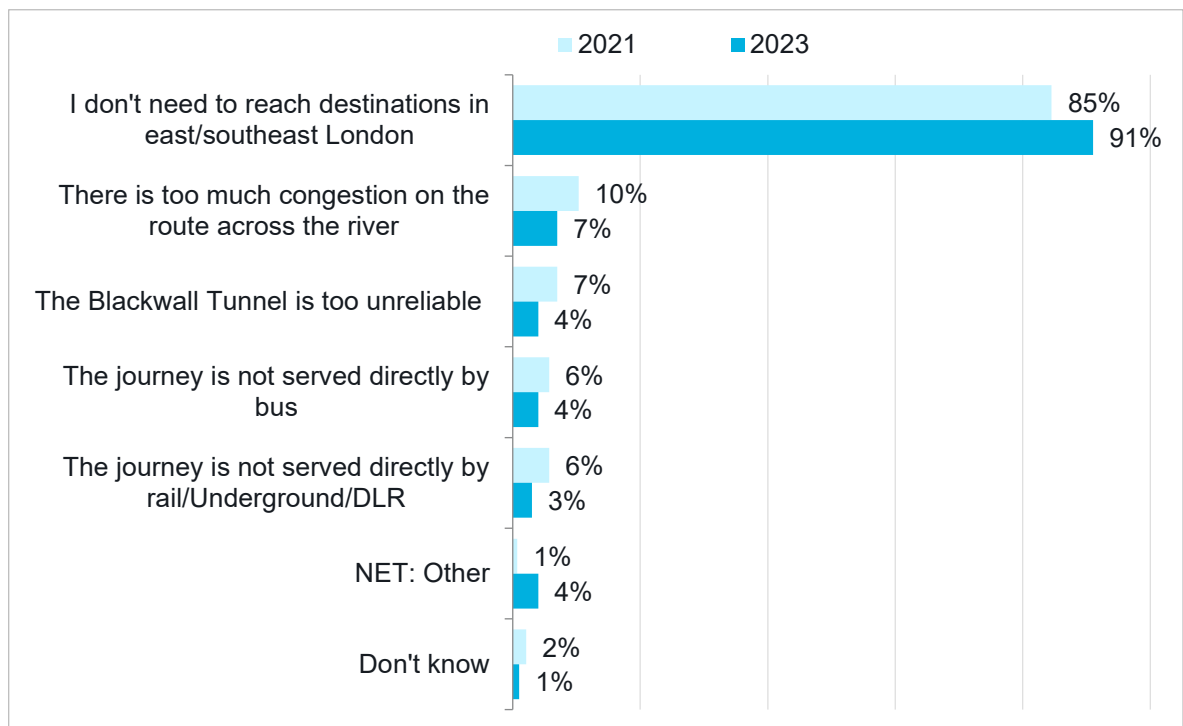 2021 2023
I don't need to reach destinations in
east/southeast London
85%
91%
There is too much congestion on the
route across the river
10%
7%
The Blackwall Tunnel is too unreliable
7%
4%
The journey is not served directly by
bus
6%
4%
The journey is not served directly by
rail/Underground/DLR
6%
3%
NET: Other
1%
4%
Don't know
2%
1%